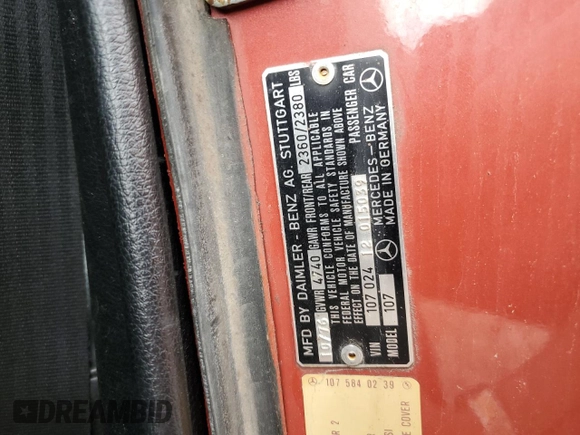 MFD BY DAIMLER - BENZ AG. STUTTGART
GVWR 4740 GAWR FRONT/REAR 2360/2380 LBS
THIS VEHICLE CONFORMS TO ALL APPLICABLE
FEDERAL MOTOR VEHICLE SAFETY STANDARDS IN
EFFECT ON THE DATE OF MANUFACTURE SHOWN ABOVE
PASSENGER CAR
VIN 107 024 12 015039
MODEL 107 MERCEDES-BENZ
MADE IN GERMANY
107 584 02 39
E COVER
DREAMBID